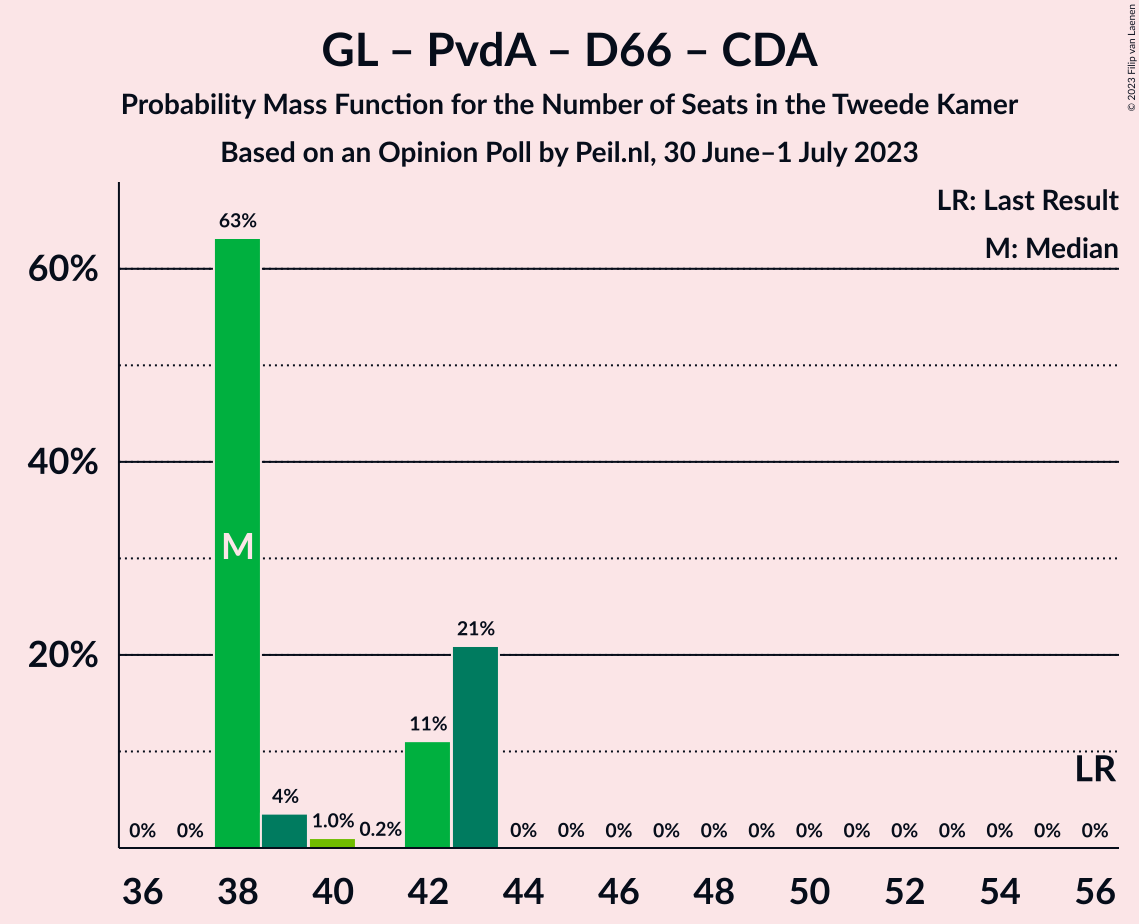 © 2023 Filip van Laenen
GL – PvdA – D66 – CDA
Probability Mass Function for the Number of Seats in the Tweede Kamer
Based on an Opinion Poll by Peil.nl, 30 June–1 July 2023
LR: Last Result
M: Median
60%
40%
20%
63%
M
21%
11%
LR
4%
0% 0% 1.0% 0.2% 0% 0% 0% 0% 0% 0% 0% 0% 0% 0% 0% 0% 0%
36 38 40 42 44 46 48 50 52 54 56